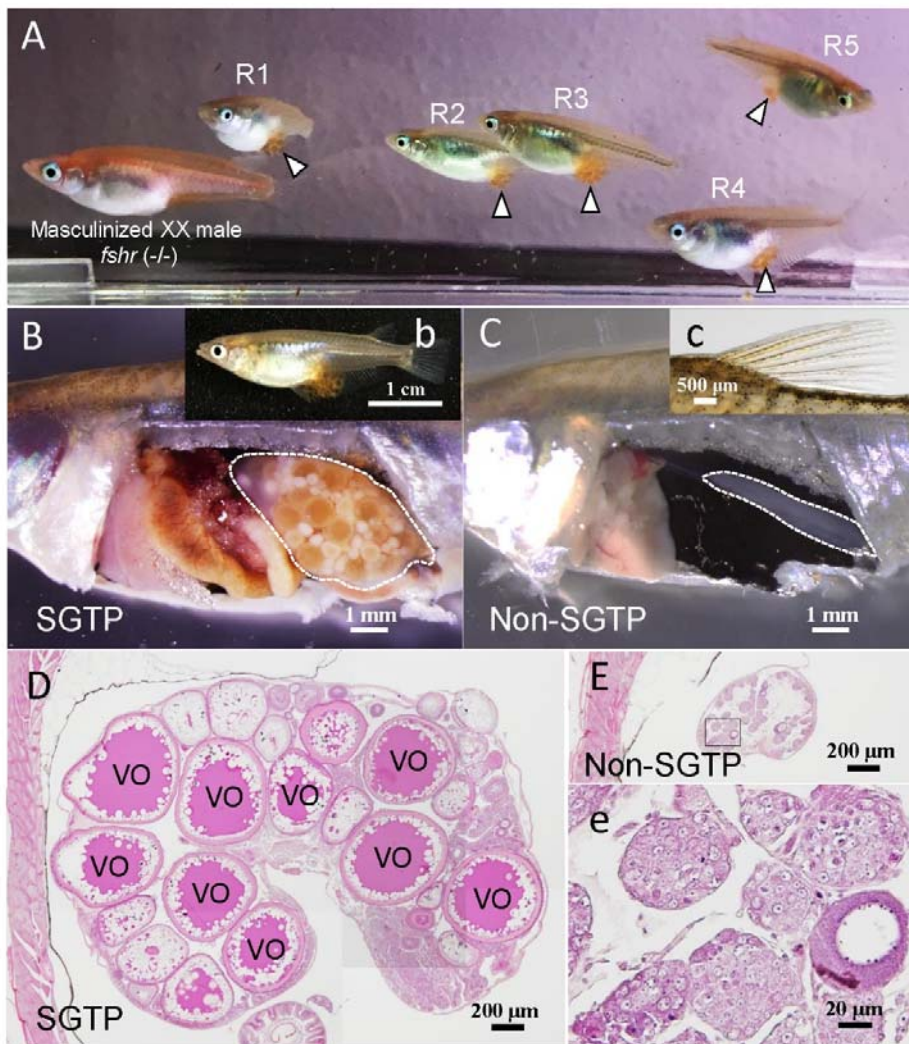 A
R1
R2
R3
R5
R4
Masculinized XX male
fshr (-/-)
B
b
1 cm
SGTP
1 mm
C
c
500 µm
Non-SGTP
1 mm
D
VO
VO
VO
VO
VO
VO
VO
VO
VO
SGTP
200 µm
E
Non-SGTP
200 µm
e
20 µm